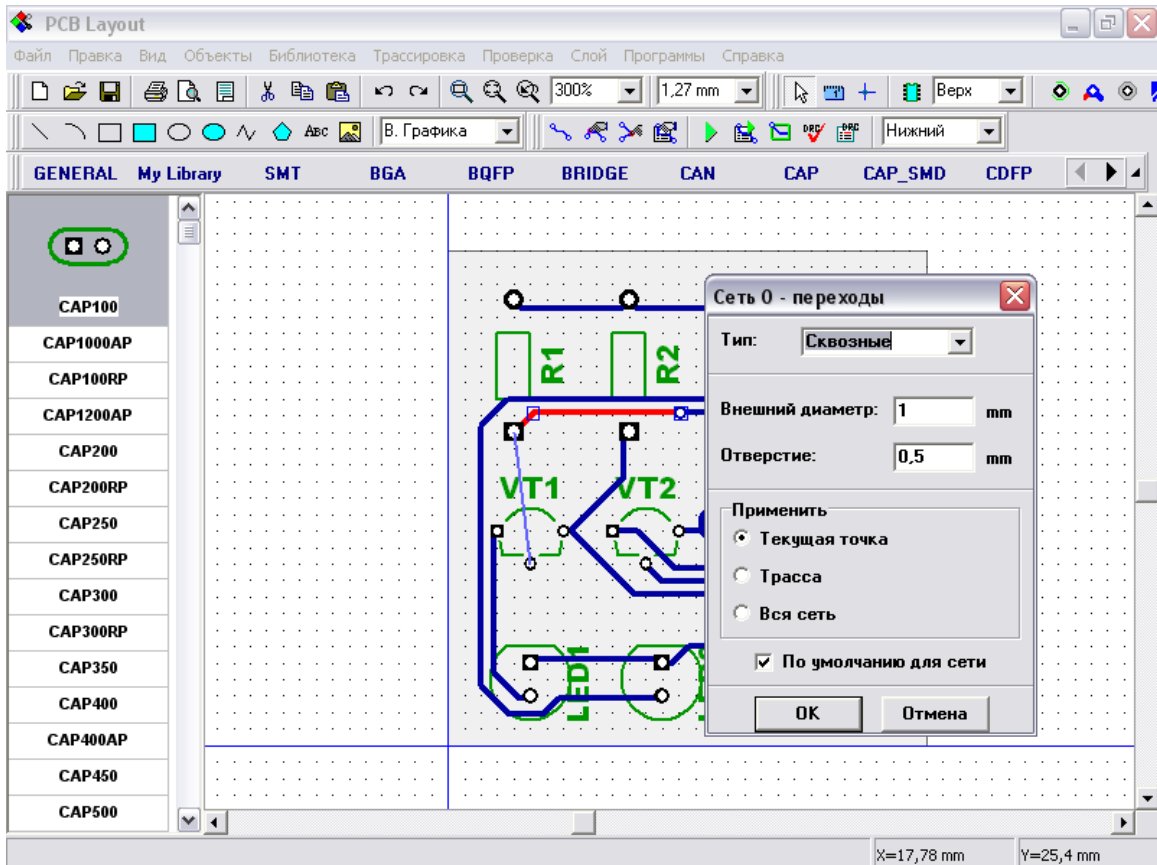 PCB Layout
Файл Правка Вид Объекты Библиотека Трассировка Проверка Слой Программы Справка
300% 1,27 mm Верх
ABC В. Графика DRC DRC Нижний
GENERAL My Library SMT BGA BQFP BRIDGE CAN CAP CAP_SMD CDFP
CAP100
CAP1000AP
CAP100RP
CAP1200AP
CAP200
CAP200RP
CAP250
CAP250RP
CAP300
CAP300RP
CAP350
CAP400
CAP400AP
CAP450
CAP500
R1 R2
VT1 VT2
LED1
Сеть 0 - переходы
Тип: Сквозные
Внешний диаметр: 1 mm
Отверстие: 0,5 mm
Применить
Текущая точка
Трасса
Вся сеть
По умолчанию для сети
OK Отмена
X=17,78 mm Y=25,4 mm